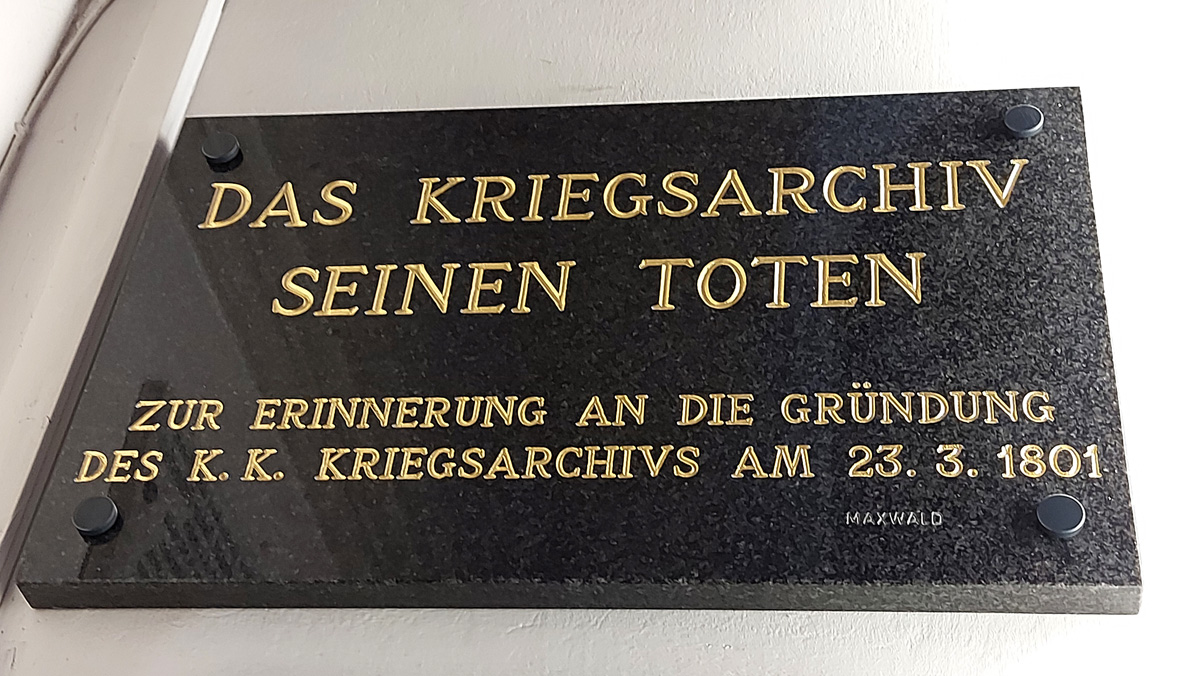 DAS KRIEGSARCHIV
SEINEN TOTEN
ZUR ERINNERUNG AN DIE GRÜNDUNG
DES K. K. KRIEGSARCHIVS AM 23. 3. 1801
MAXWALD